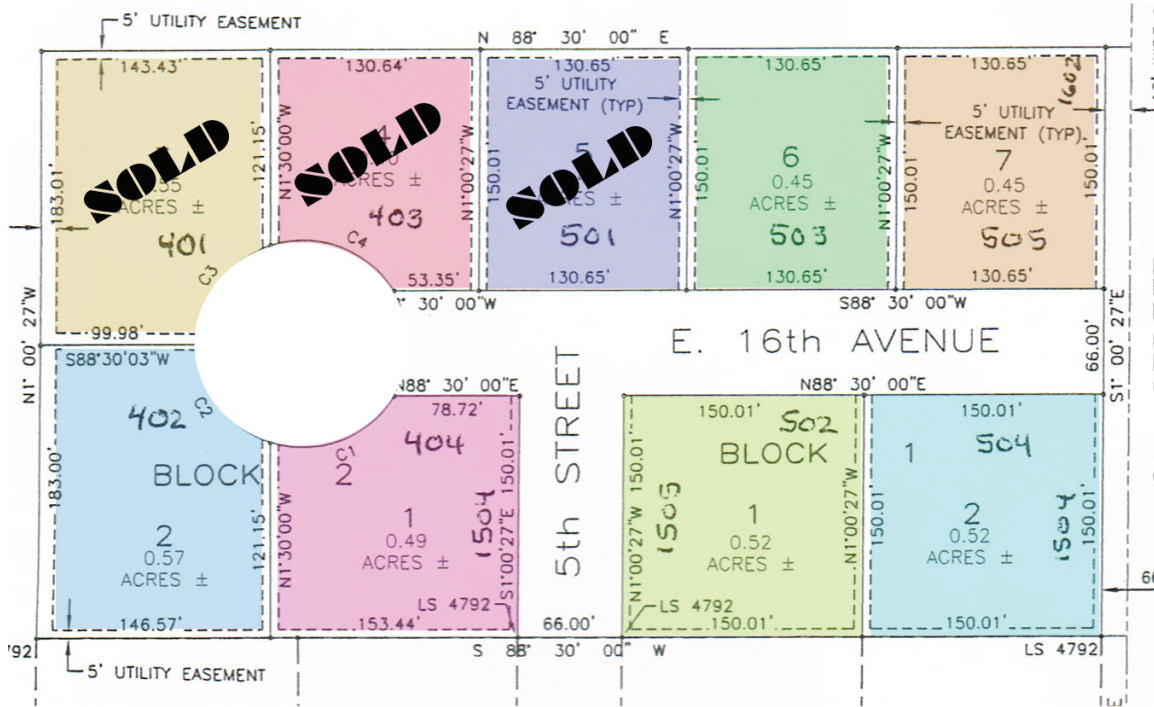 5' UTILITY EASEMENT
N 88° 30' 00" E
143.43'
130.64'
130.65'
130.65'
130.65'
1602
5' UTILITY
EASEMENT (TYP)
5' UTILITY
EASEMENT (TYP).
183.01'
SOLD
ACRES ±
401
121.15'
N1°30'00"W
SOLD
4
ACRES ±
403
N1°00'27"W
150.01'
SOLD
5
ACRES ±
501
N1°00'27"W
150.01'
6
0.45
ACRES ±
503
N1°00'27"W
150.01'
7
0.45
ACRES ±
505
150.01'
C3
C4
53.35'
130.65'
130.65'
130.65'
30' 00"W
S88° 30' 00"W
99.98'
N1° 00' 27"W
E. 16th AVENUE
66.00'
S1° 00' 27"E
S88°30'03"W
402
C2
183.00'
BLOCK
2
0.57
ACRES ±
121.15'
146.57'
N88° 30' 00"E
78.72'
404
C1
2
N1°30'00"W
1
0.49
ACRES ±
1504
S1°00'27"E 150.01'
LS 4792
153.44'
5th STREET
66.00'
N88° 30' 00"E
150.01'
502
BLOCK
N1°00'27"W 150.01'
1505
1
0.52
ACRES ±
N1°00'27"W
LS 4792
150.01'
150.01'
1
504
150.01'
2
0.52
ACRES ±
1504
150.01'
150.01'
66
792
S 88° 30' 00" W
LS 4792
5' UTILITY EASEMENT
E